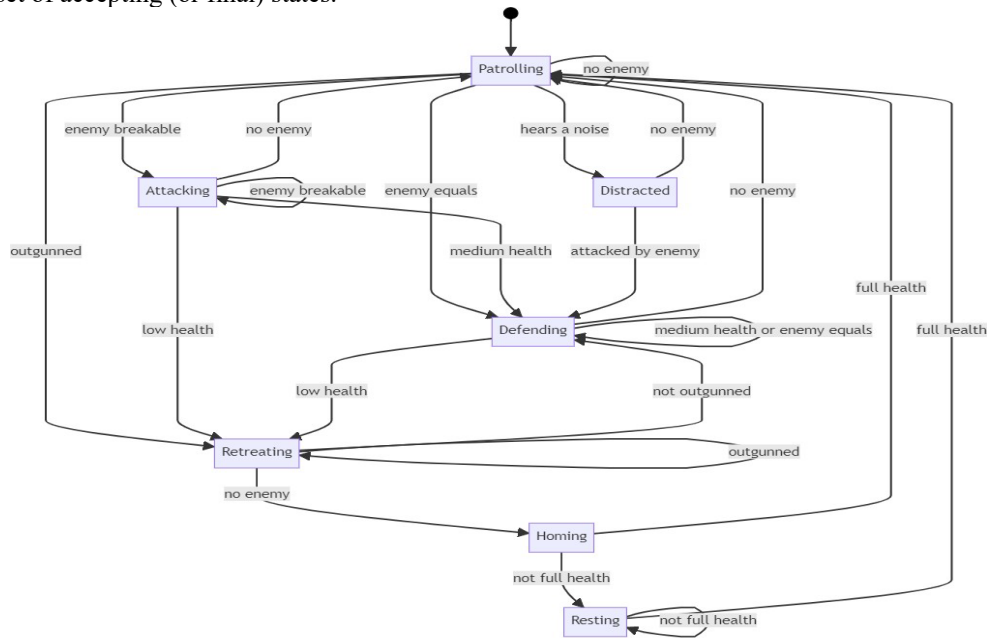 set of accepting (or final) states.
Patrolling
no enemy
enemy breakable
no enemy
hears a noise
no enemy
Attacking
enemy breakable
enemy equals
Distracted
no enemy
outgunned
medium health
attacked by enemy
full health
low health
Defending
medium health or enemy equals
full health
low health
not outgunned
Retreating
outgunned
no enemy
Homing
not full health
Resting
not full health